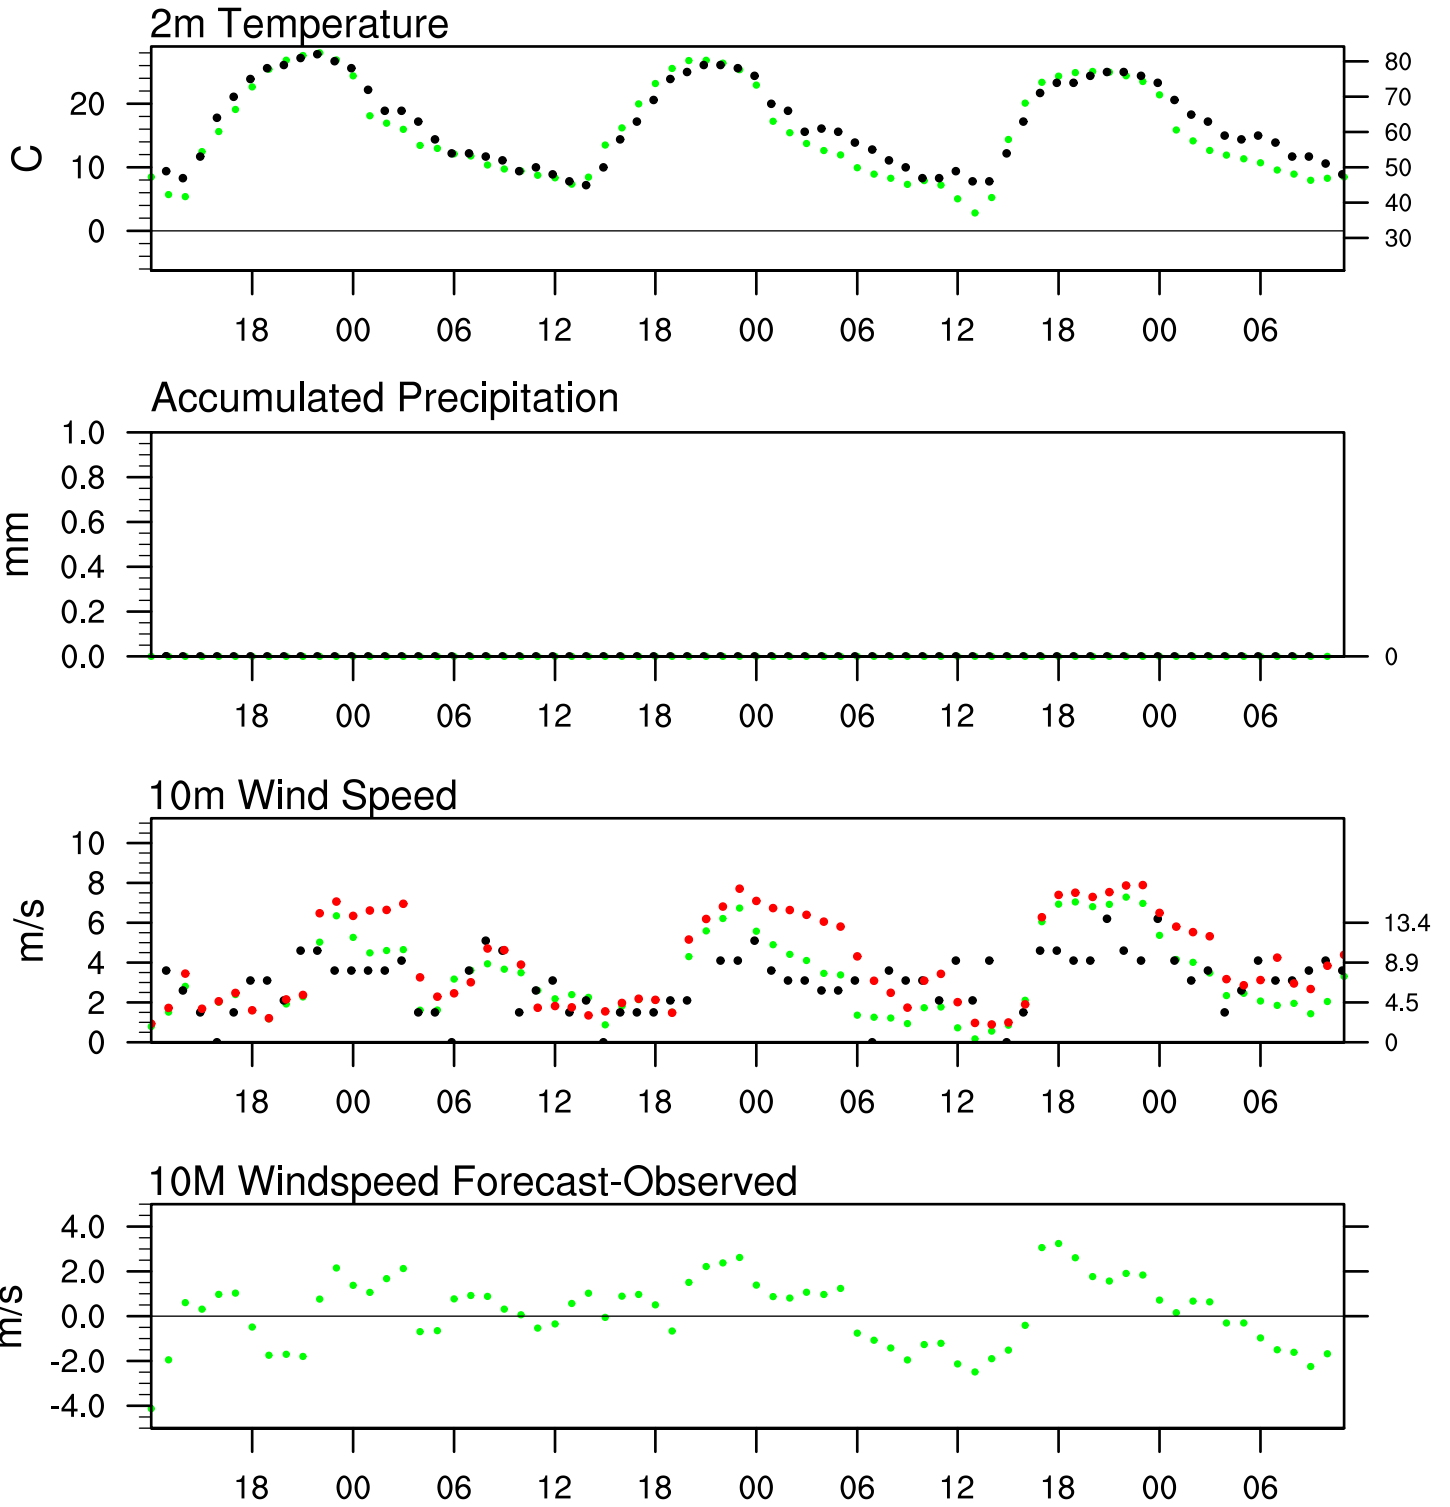 2m Temperature
C
20
10
0
80
70
60
50
40
30
18 00 06 12 18 00 06 12 18 00 06
Accumulated Precipitation
mm
1.0
0.8
0.6
0.4
0.2
0.0
0
18 00 06 12 18 00 06 12 18 00 06
10m Wind Speed
m/s
10
8
6
4
2
0
13.4
8.9
4.5
0
18 00 06 12 18 00 06 12 18 00 06
10M Windspeed Forecast-Observed
m/s
4.0
2.0
0.0
-2.0
-4.0
18 00 06 12 18 00 06 12 18 00 06